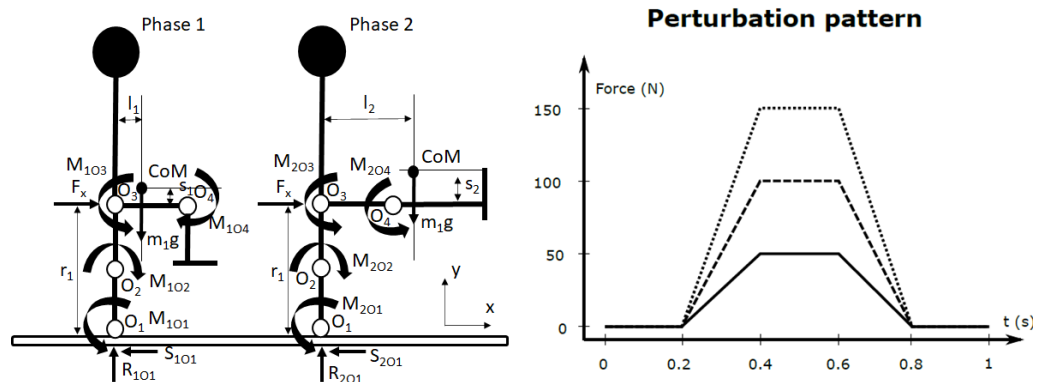 Phase 1
Phase 2
Perturbation pattern
l₁
l₂
Force (N)
150
M₁O₃
CoM
M₂O₃
M₂O₄
CoM
Fₓ
O₃
s₁
O₄
Fₓ
O₃
s₂
M₁O₄
O₄
m₁g
m₁g
100
r₁
O₂
M₁O₂
r₁
O₂
M₂O₂
y
50
O₁
M₁O₁
M₂O₁
O₁
x
0
t (s)
S₁O₁
S₂O₁
R₁O₁
R₂O₁
0
0.2
0.4
0.6
0.8
1